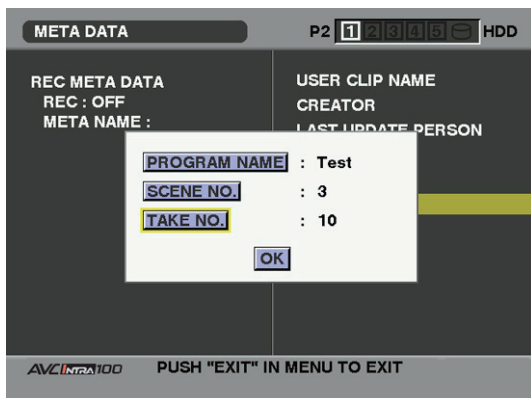 META DATA
P2 1 2 3 4 5 HDD
REC META DATA
REC : OFF
META NAME :
USER CLIP NAME
CREATOR
LAST UPDATE PERSON
PROGRAM NAME : Test
SCENE NO. : 3
TAKE NO. : 10
OK
AVC INTRA 100 PUSH "EXIT" IN MENU TO EXIT